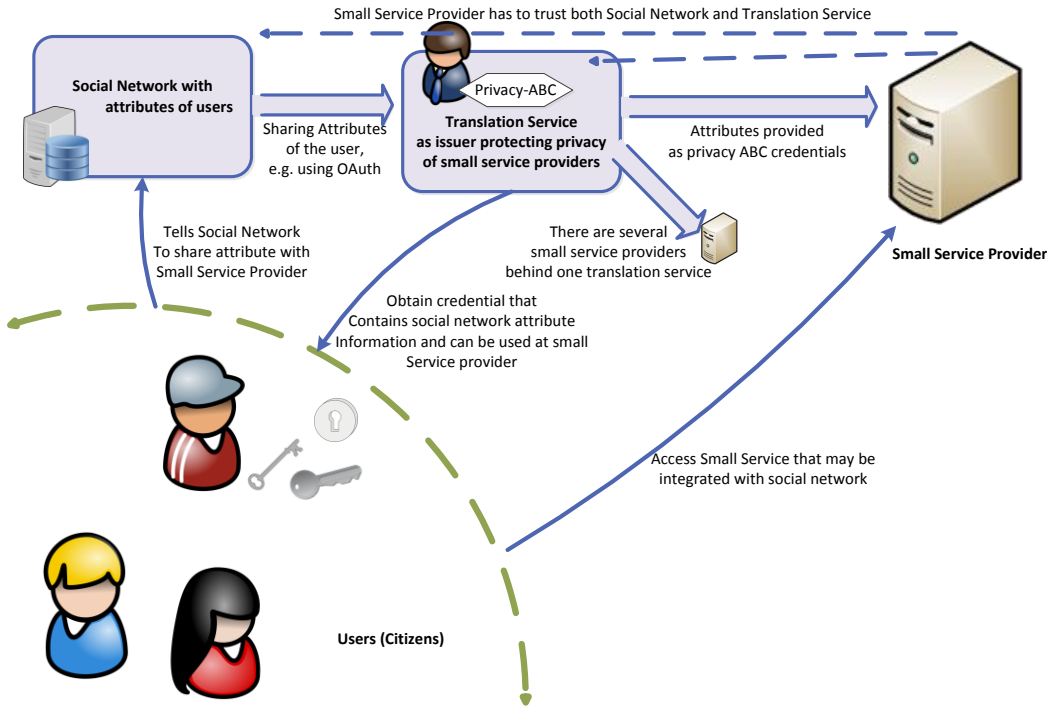 Small Service Provider has to trust both Social Network and Translation Service
Social Network with
attributes of users
Sharing Attributes
of the user,
e.g. using OAuth
Privacy-ABC
Translation Service
as issuer protecting privacy
of small service providers
Attributes provided
as privacy ABC credentials
Small Service Provider
There are several
small service providers
behind one translation service
Tells Social Network
To share attribute with
Small Service Provider
Obtain credential that
Contains social network attribute
Information and can be used at small
Service provider
Access Small Service that may be
integrated with social network
Users (Citizens)